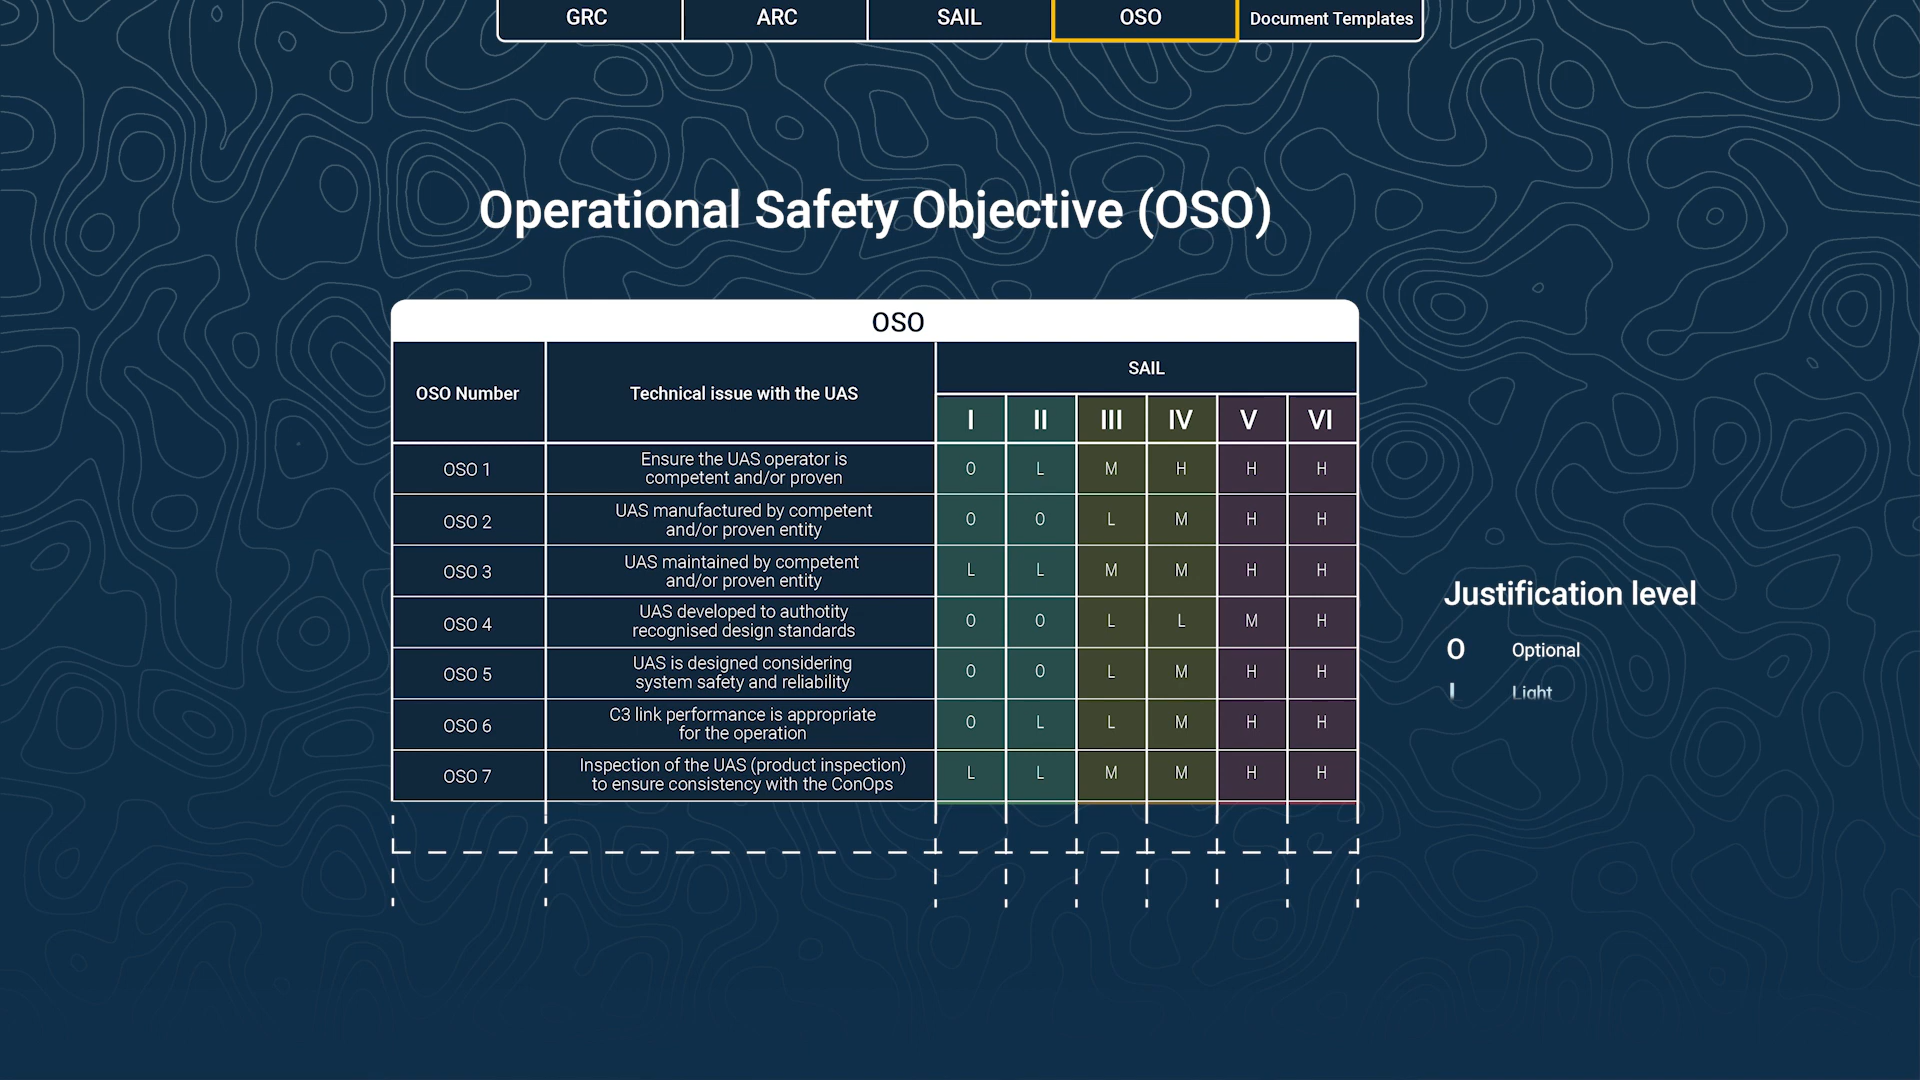 GRC
ARC
SAIL
OSO
Document Templates
Operational Safety Objective (OSO)
OSO
OSO Number
Technical issue with the UAS
SAIL
I II III IV V VI
OSO 1
Ensure the UAS operator is
competent and/or proven
O L M H H H
OSO 2
UAS manufactured by competent
and/or proven entity
O O L M H H
OSO 3
UAS maintained by competent
and/or proven entity
L L M M H H
OSO 4
UAS developed to authotity
recognised design standards
O O L L M H
OSO 5
UAS is designed considering
system safety and reliability
O O L M H H
OSO 6
C3 link performance is appropriate
for the operation
O L L M H H
OSO 7
Inspection of the UAS (product inspection)
to ensure consistency with the ConOps
L L M M H H
Justification level
O Optional
L Light